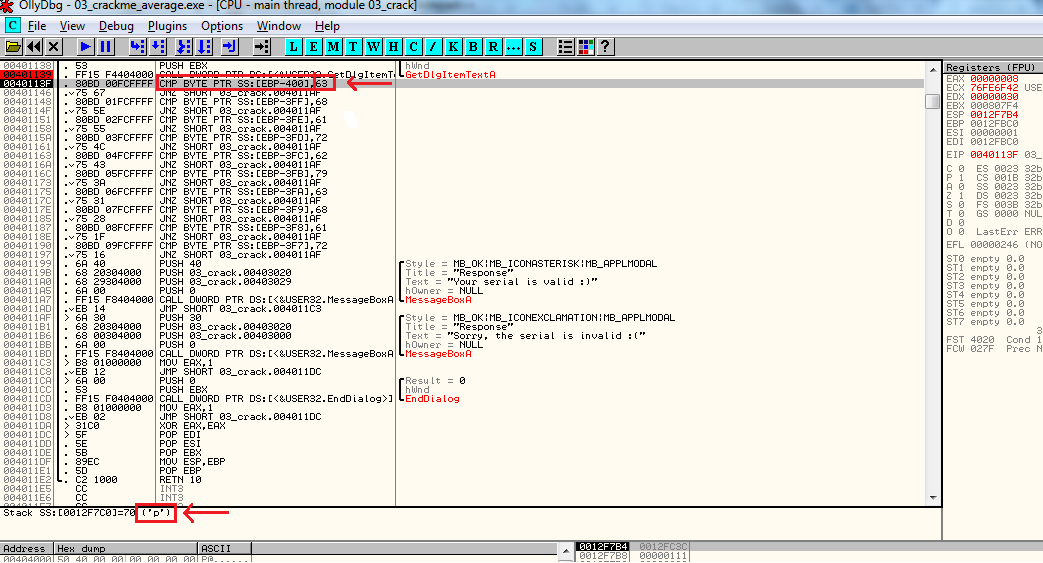 OllyDbg - 03_crackme_average.exe - [CPU - main thread, module 03_crack]
C File View Debug Plugins Options Window Help
L E M T W H C / K B R ... S ?
00401138 . 53 PUSH EBX hWnd
00401139 . FF15 F4404000 CALL DWORD PTR DS:[<&USER32.GetDlgItemT GetDlgItemTextA
0040113F . 80BD 00FCFFFF CMP BYTE PTR SS:[EBP-400],63
00401146 .v75 67 JNZ SHORT 03_crack.004011AF
00401148 . 80BD 01FCFFFF CMP BYTE PTR SS:[EBP-3FF],68
0040114F .v75 5E JNZ SHORT 03_crack.004011AF
00401151 . 80BD 02FCFFFF CMP BYTE PTR SS:[EBP-3FE],61
00401158 .v75 55 JNZ SHORT 03_crack.004011AF
0040115A . 80BD 03FCFFFF CMP BYTE PTR SS:[EBP-3FD],72
00401161 .v75 4C JNZ SHORT 03_crack.004011AF
00401163 . 80BD 04FCFFFF CMP BYTE PTR SS:[EBP-3FC],62
0040116A .v75 43 JNZ SHORT 03_crack.004011AF
0040116C . 80BD 05FCFFFF CMP BYTE PTR SS:[EBP-3FB],79
00401173 .v75 3A JNZ SHORT 03_crack.004011AF
00401175 . 80BD 06FCFFFF CMP BYTE PTR SS:[EBP-3FA],63
0040117C .v75 31 JNZ SHORT 03_crack.004011AF
0040117E . 80BD 07FCFFFF CMP BYTE PTR SS:[EBP-3F9],68
00401185 .v75 28 JNZ SHORT 03_crack.004011AF
00401187 . 80BD 08FCFFFF CMP BYTE PTR SS:[EBP-3F8],61
0040118E .v75 1F JNZ SHORT 03_crack.004011AF
00401190 . 80BD 09FCFFFF CMP BYTE PTR SS:[EBP-3F7],72
00401197 .v75 16 JNZ SHORT 03_crack.004011AF
00401199 . 6A 40 PUSH 40 Style = MB_OK|MB_ICONASTERISK|MB_APPLMODAL
0040119B . 68 20304000 PUSH 03_crack.00403020 Title = "Response"
004011A0 . 68 29304000 PUSH 03_crack.00403029 Text = "Your serial is valid :)"
004011A5 . 6A 00 PUSH 0 hOwner = NULL
004011A7 . FF15 F8404000 CALL DWORD PTR DS:[<&USER32.MessageBoxA MessageBoxA
004011AD .vEB 14 JMP SHORT 03_crack.004011C3
004011AF > 6A 30 PUSH 30 Style = MB_OK|MB_ICONEXCLAMATION|MB_APPLMODAL
004011B1 . 68 20304000 PUSH 03_crack.00403020 Title = "Response"
004011B6 . 68 00304000 PUSH 03_crack.00403000 Text = "Sorry, the serial is invalid :("
004011BB . 6A 00 PUSH 0 hOwner = NULL
004011BD . FF15 F8404000 CALL DWORD PTR DS:[<&USER32.MessageBoxA MessageBoxA
004011C3 > B8 01000000 MOV EAX,1
004011C8 .vEB 12 JMP SHORT 03_crack.004011DC
004011CA > 6A 00 PUSH 0 Result = 0
004011CC . 53 PUSH EBX hWnd
004011CD . FF15 F0404000 CALL DWORD PTR DS:[<&USER32.EndDialog>] EndDialog
004011D3 . B8 01000000 MOV EAX,1
004011D8 .vEB 02 JMP SHORT 03_crack.004011DC
004011DA > 31C0 XOR EAX,EAX
004011DC > 5F POP EDI
004011DD . 5E POP ESI
004011DE . 5B POP EBX
004011DF . 89EC MOV ESP,EBP
004011E1 . 5D POP EBP
004011E2 . C2 1000 RETN 10
004011E5 CC INT3
004011E6 CC INT3
Stack SS:[0012F7C0]=70 ('p')
Registers (FPU)
EAX 00000008
ECX 76FE6F42 USE
EDX 00000030
EBX 000807F4
ESP 0012F7B4
EBP 0012FBC0
ESI 00000001
EDI 0012FBC0
EIP 0040113F 03_
C 0 ES 0023 32b
P 1 CS 001B 32b
A 0 SS 0023 32b
Z 1 DS 0023 32b
S 0 FS 003B 32b
T 0 GS 0000 NUL
D 0
O 0 LastErr ERR
EFL 00000246 (NO
ST0 empty 0.0
ST1 empty 0.0
ST2 empty 0.0
ST3 empty 0.0
ST4 empty 0.0
ST5 empty 0.0
ST6 empty 0.0
ST7 empty 0.0
3
FST 4020 Cond 1
FCW 027F Prec N
Address Hex dump ASCII
00404000 50 40 00 00 00 00 00 00 P@......
0012F7B4 0012FC3C
0012F7B8 00000111